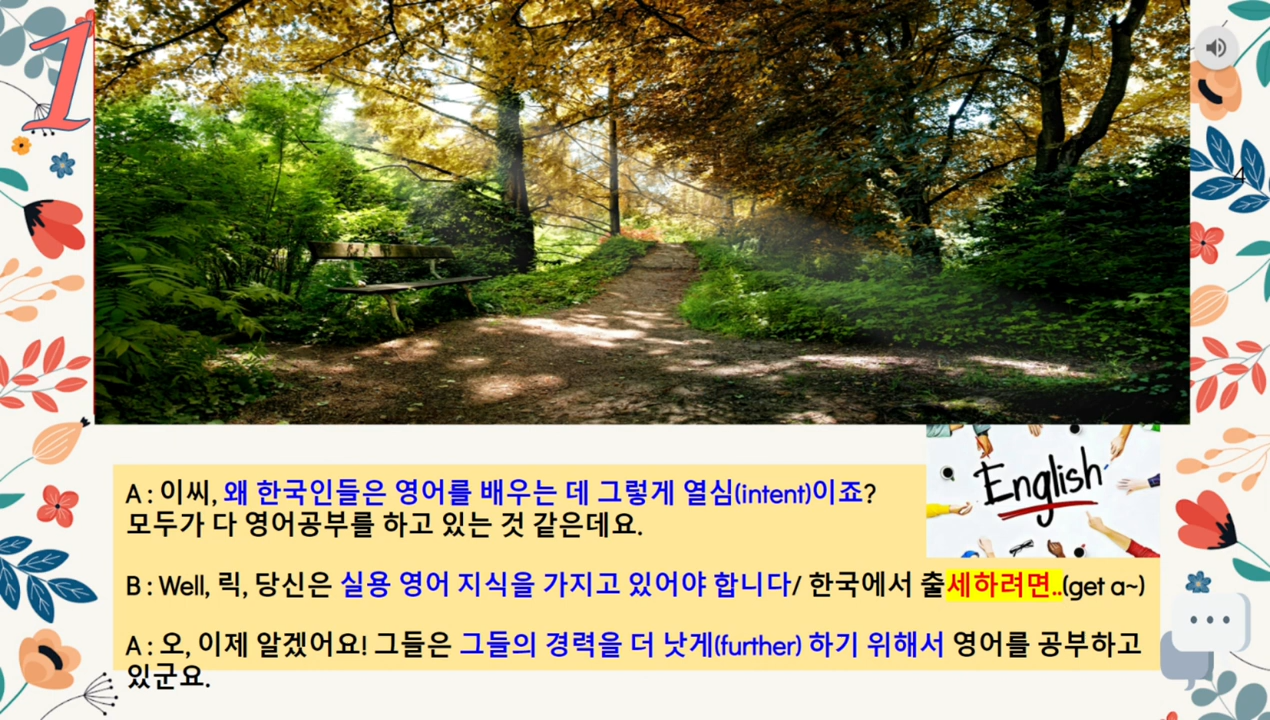 1
4
English
A : 이씨, 왜 한국인들은 영어를 배우는 데 그렇게 열심(intent)이죠?
모두가 다 영어공부를 하고 있는 것 같은데요.
B : Well, 릭, 당신은 실용 영어 지식을 가지고 있어야 합니다/ 한국에서 출세하려면..(get a~)
A : 오, 이제 알겠어요! 그들은 그들의 경력을 더 낫게(further) 하기 위해서 영어를 공부하고
있군요.